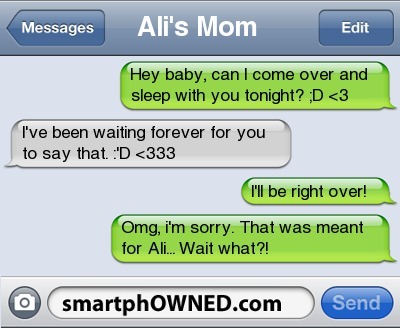 Messages
Ali's Mom
Edit
Hey baby, can I come over and
sleep with you tonight? ;D <3
I've been waiting forever for you
to say that. :'D <333
I'll be right over!
Omg, i'm sorry. That was meant
for Ali... Wait what?!
smartphOWNED.com
Send